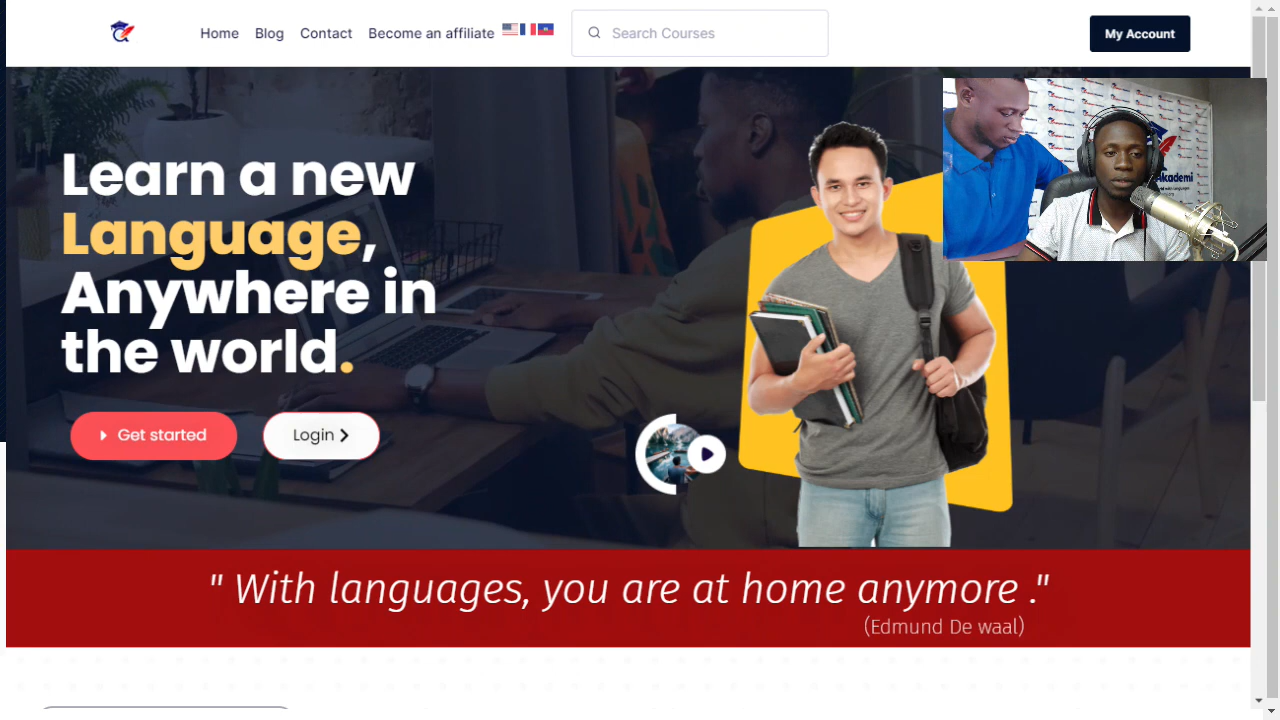 Home Blog Contact Become an affiliate Search Courses My Account
Learn a new
Language,
Anywhere in
the world.
Get started Login
" With languages, you are at home anymore ."
(Edmund De waal)
Akademi